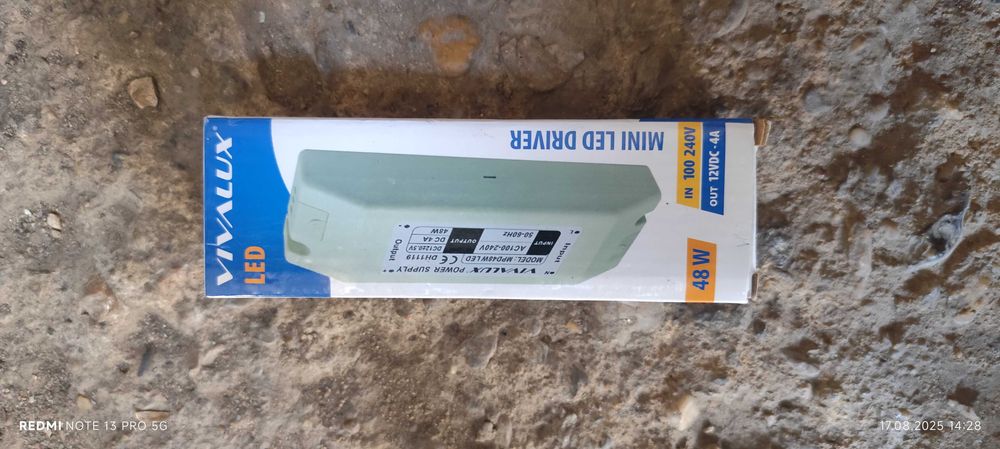 VIVALUX®
LED
MINI LED DRIVER
IN 100 240V
OUT 12VDC-4A
48 W
VIVALUX POWER SUPPLY
MODEL: MPD48W LED CE DH1119
INPUT AC100-240V 50-60Hz
OUTPUT DC12±0.5V DC 4A 48W
Input
Output
N
L
REDMI NOTE 13 PRO 5G
17.08.2025 14:28